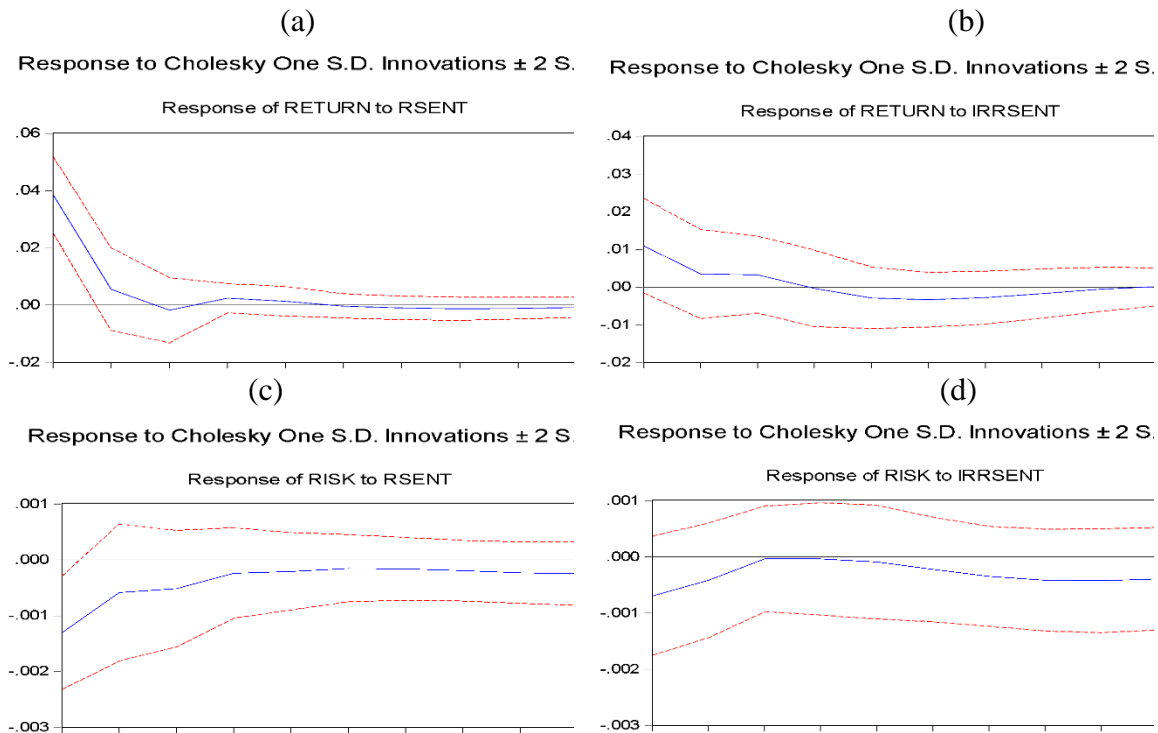 (a)
Response to Cholesky One S.D. Innovations ± 2 S.
Response of RETURN to RSENT
.06
.04
.02
.00
-.02
(b)
Response to Cholesky One S.D. Innovations ± 2 S.
Response of RETURN to IRRSENT
.04
.03
.02
.01
.00
-.01
-.02
(c)
Response to Cholesky One S.D. Innovations ± 2 S.
Response of RISK to RSENT
.001
.000
-.001
-.002
-.003
(d)
Response to Cholesky One S.D. Innovations ± 2 S.
Response of RISK to IRRSENT
.001
.000
-.001
-.002
-.003